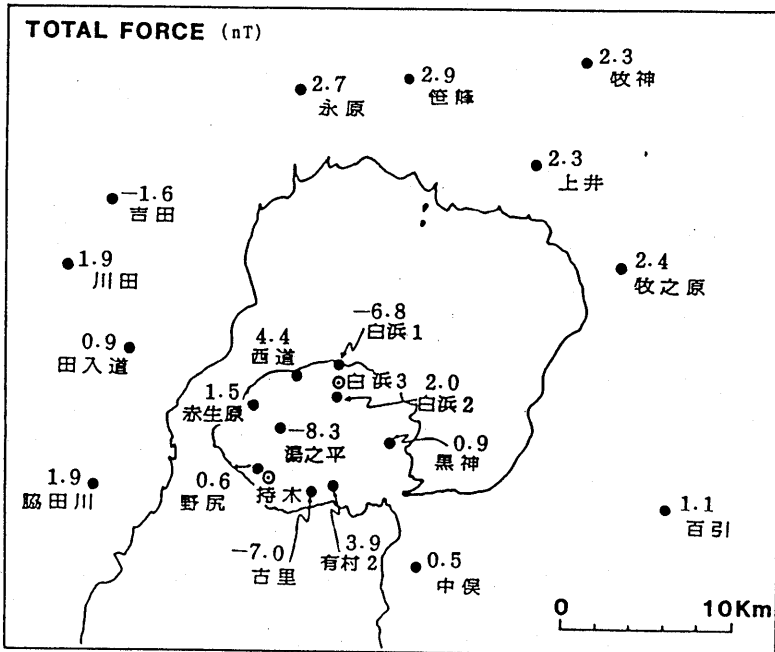 TOTAL FORCE (nT)
2.7
永原
2.9
笹峰
2.3
牧神
2.3
上井
-1.6
吉田
1.9
川田
2.4
牧之原
0.9
田入道
-6.8
白浜1
4.4
西道
白浜3
2.0
白浜2
1.5
赤生原
-8.3
湯之平
0.9
黒神
0.6
野尻
持木
1.9
脇田川
-7.0
古里
3.9
有村2
0.5
中俣
1.1
百引
0 10Km